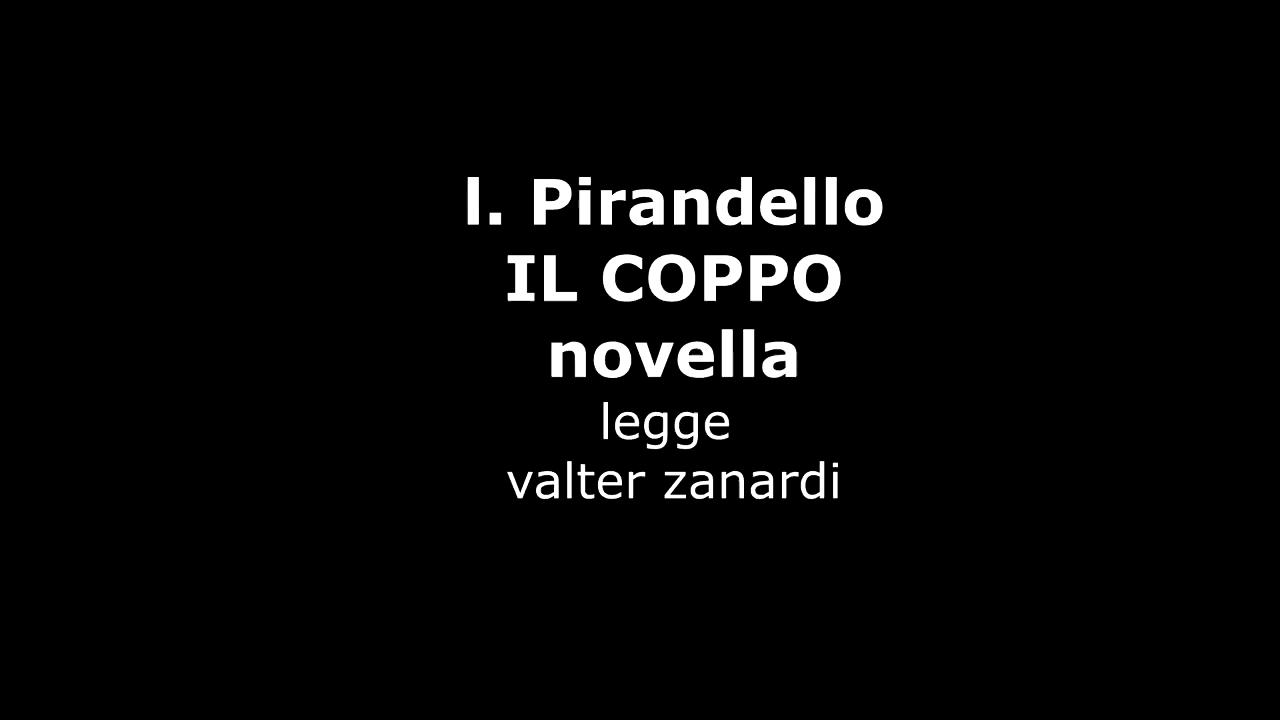 l. Pirandello
IL COPPO
novella
legge
valter zanardi